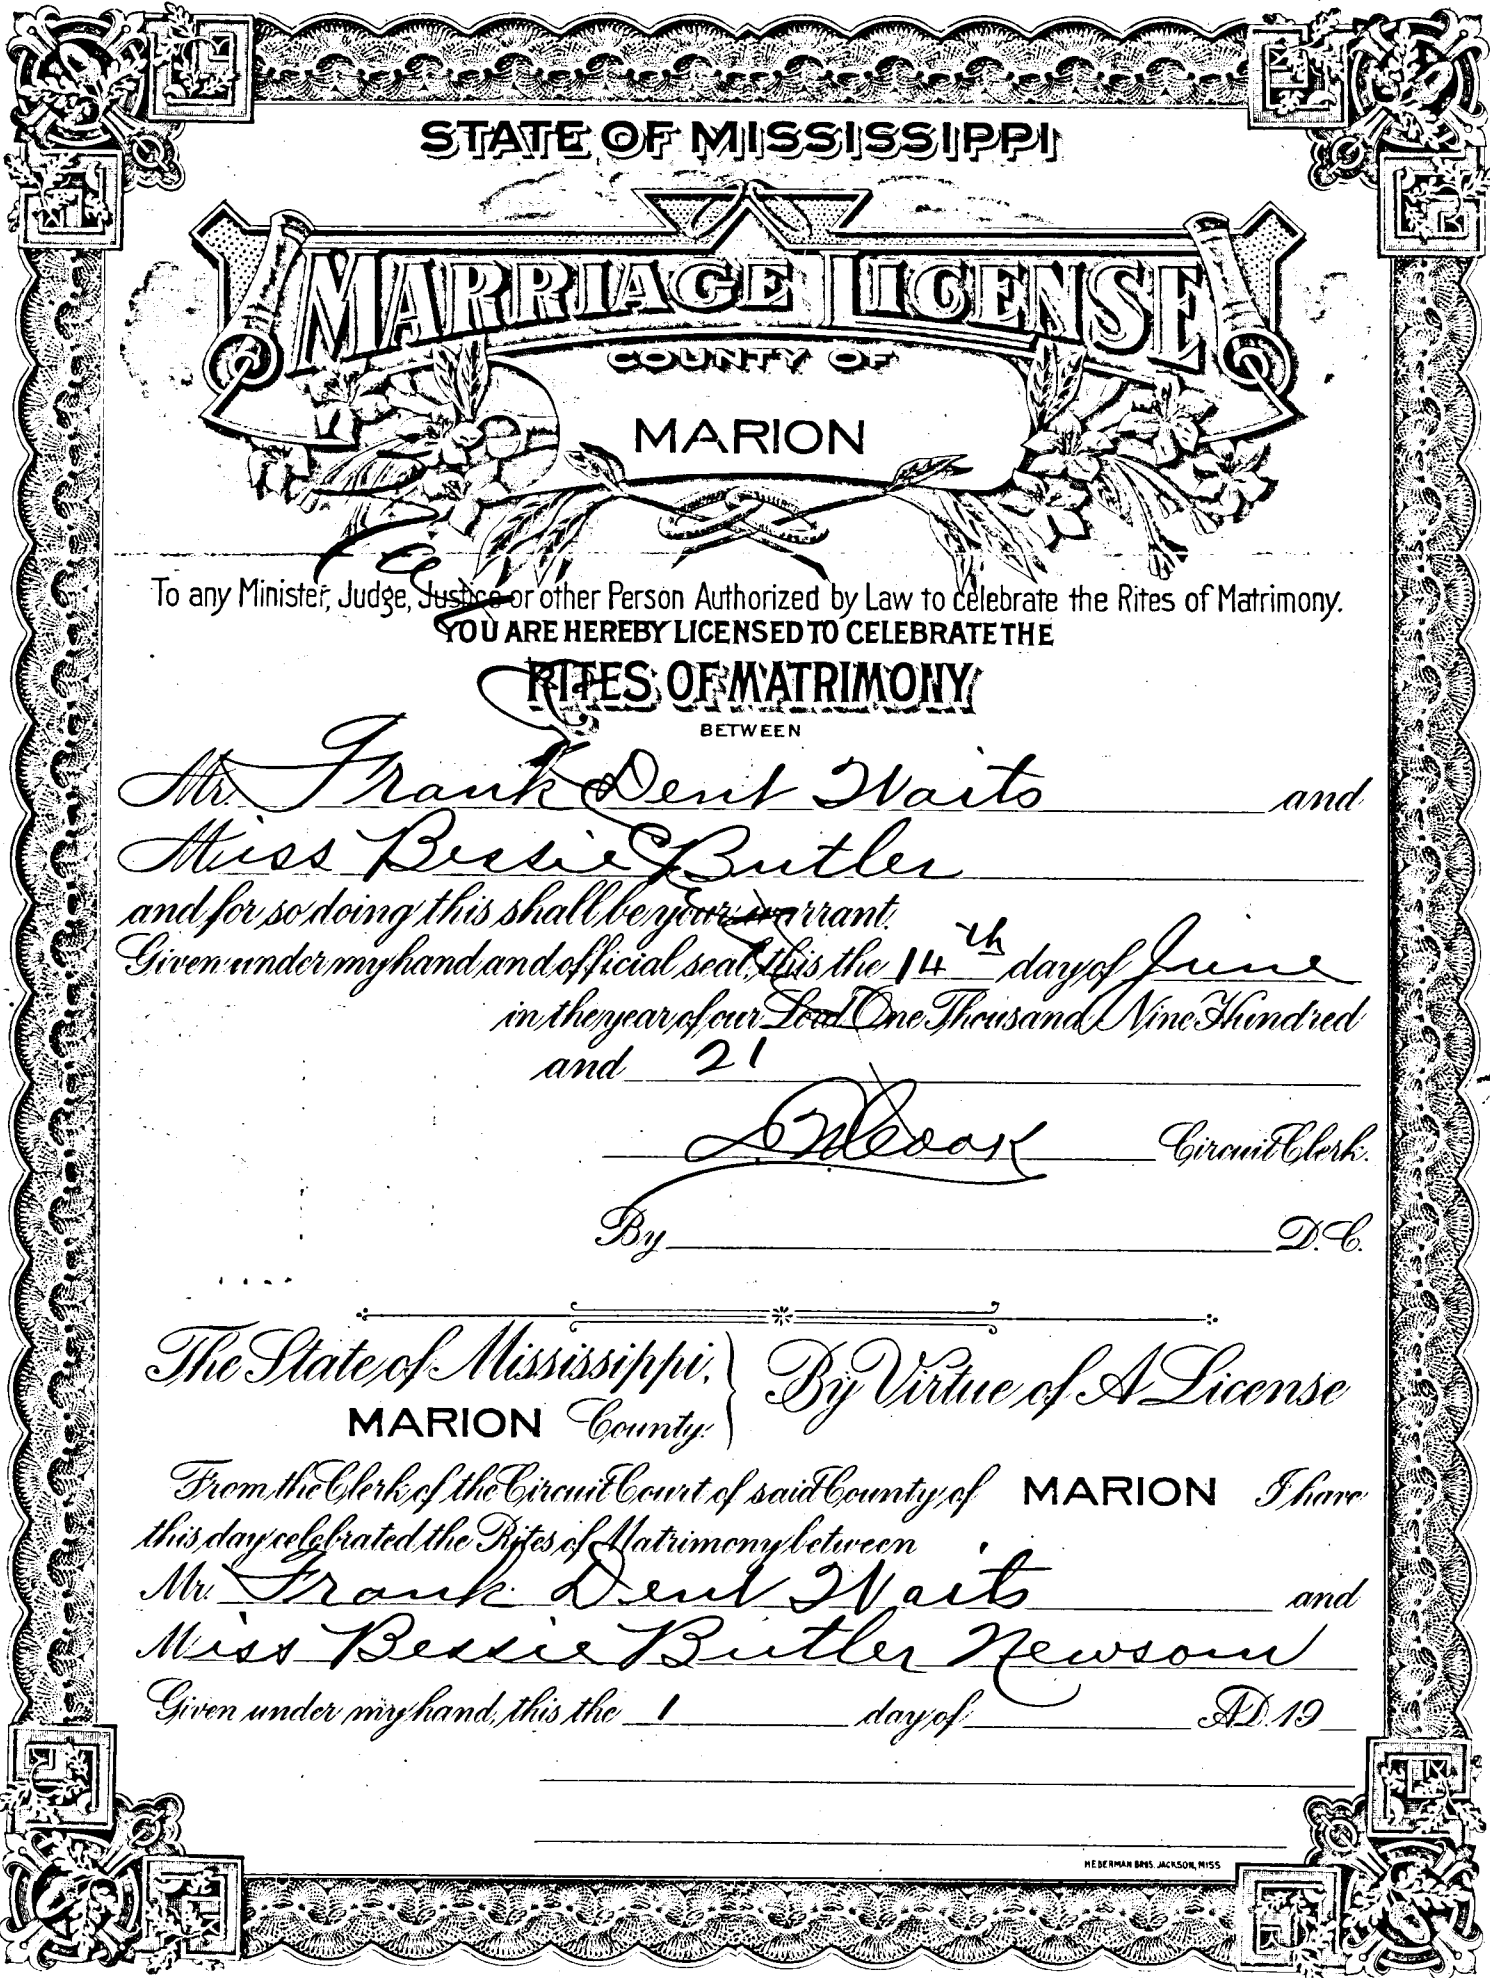 STATE OF MISSISSIPPI
MARRIAGE LICENSE
COUNTY OF
MARION
To any Minister, Judge, Justice or other Person Authorized by Law to celebrate the Rites of Matrimony.
YOU ARE HEREBY LICENSED TO CELEBRATE THE
RITES OF MATRIMONY
BETWEEN
Mr. Frank Dent Waits and
Miss Bessie Butler
and for so doing this shall be your warrant.
Given under my hand and official seal, this the 14th day of June
in the year of our Lord One Thousand Nine Hundred
and 21
Cook Circuit Clerk.
By D.C.
The State of Mississippi, By Virtue of A License
MARION County.
From the Clerk of the Circuit Court of said County of MARION I have
this day celebrated the Rites of Matrimony between
Mr. Frank Dent Waits and
Miss Bessie Butler Newsom
Given under my hand, this the 1 day of A.D. 19
HEDERMAN BROS. JACKSON, MISS